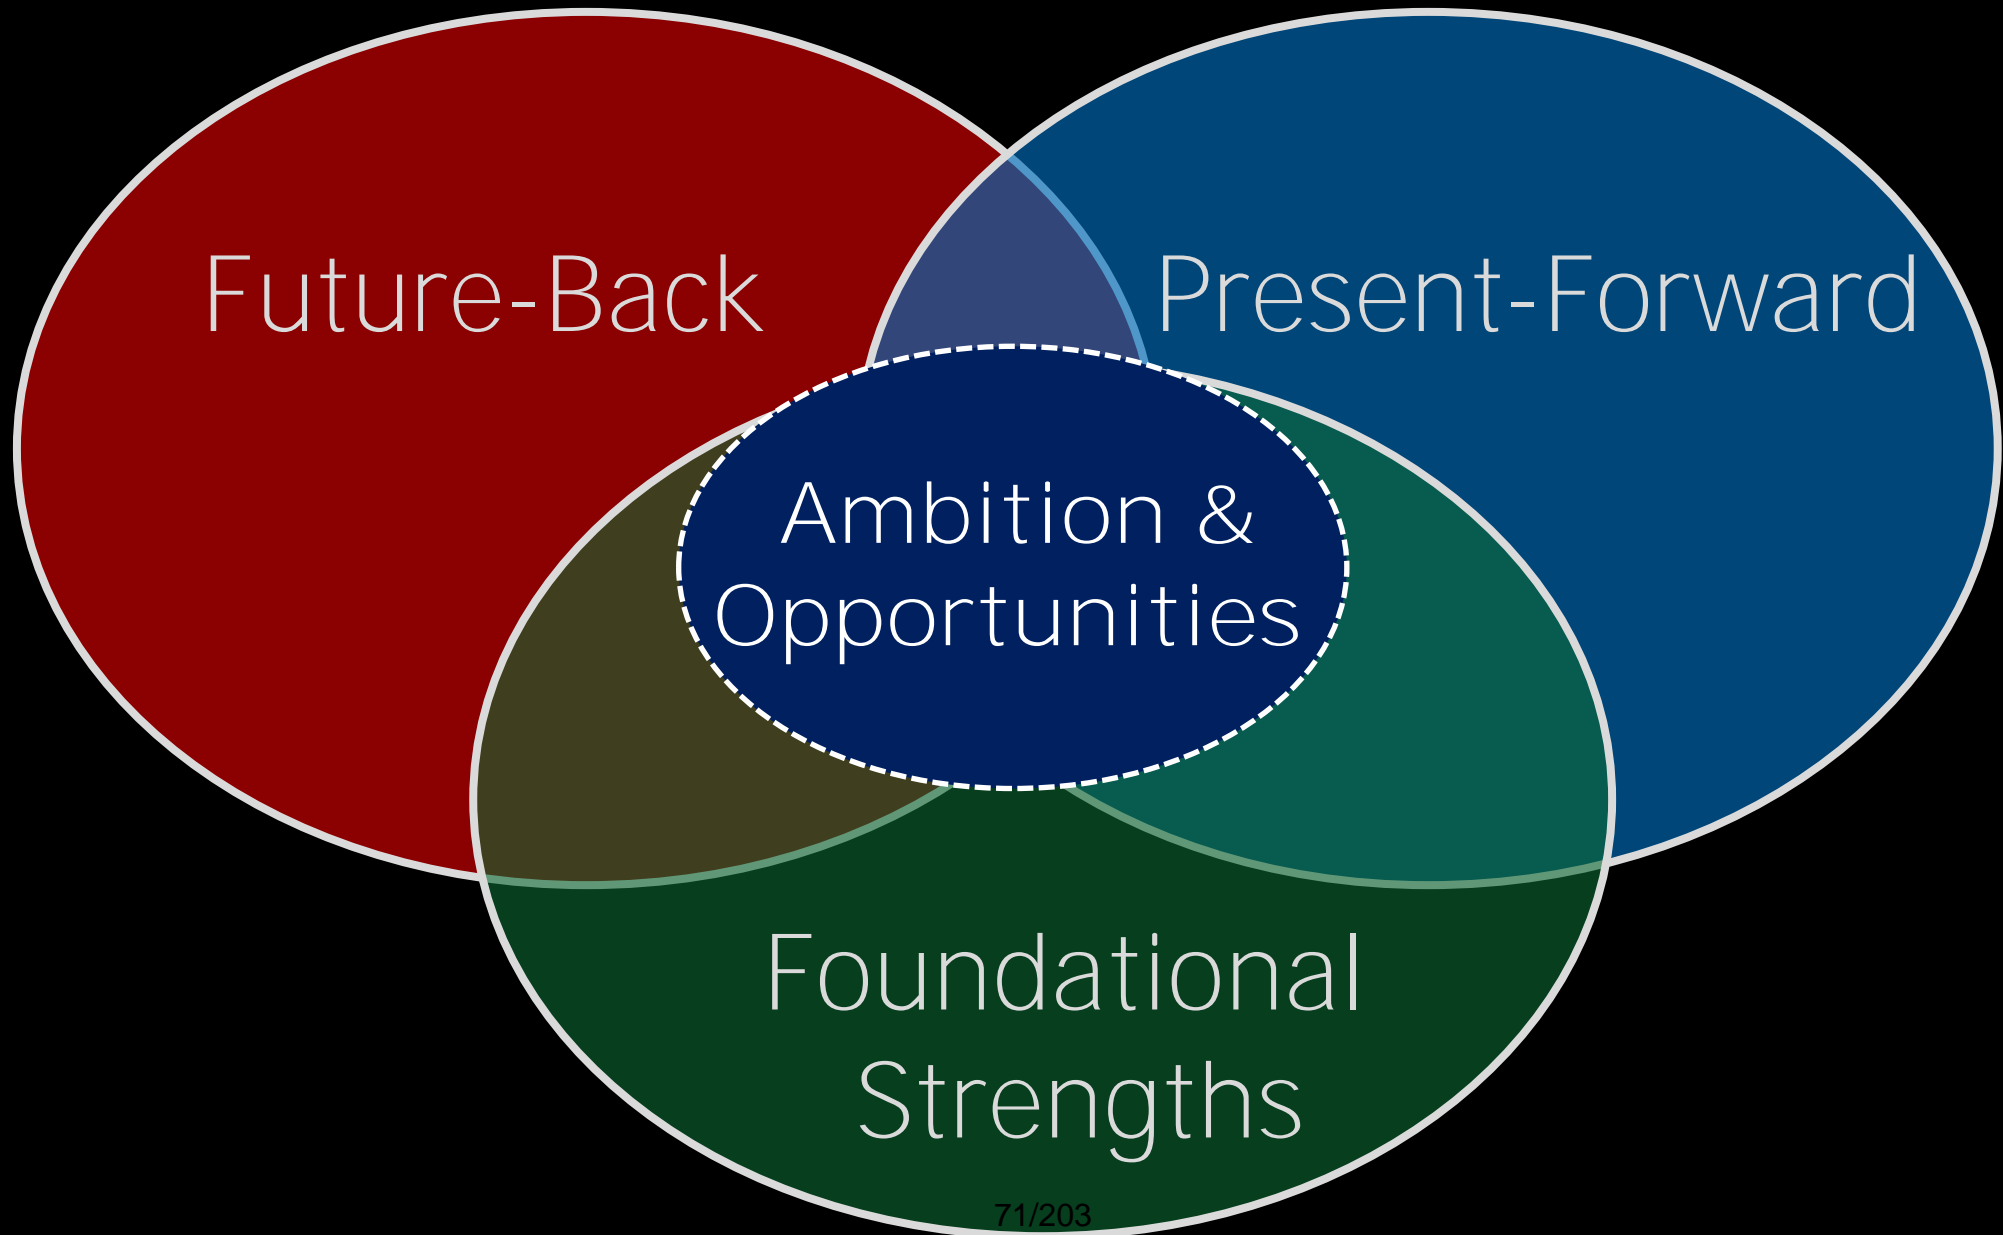 Future-Back
Present-Forward
Ambition &
Opportunities
Foundational
Strengths
71/203